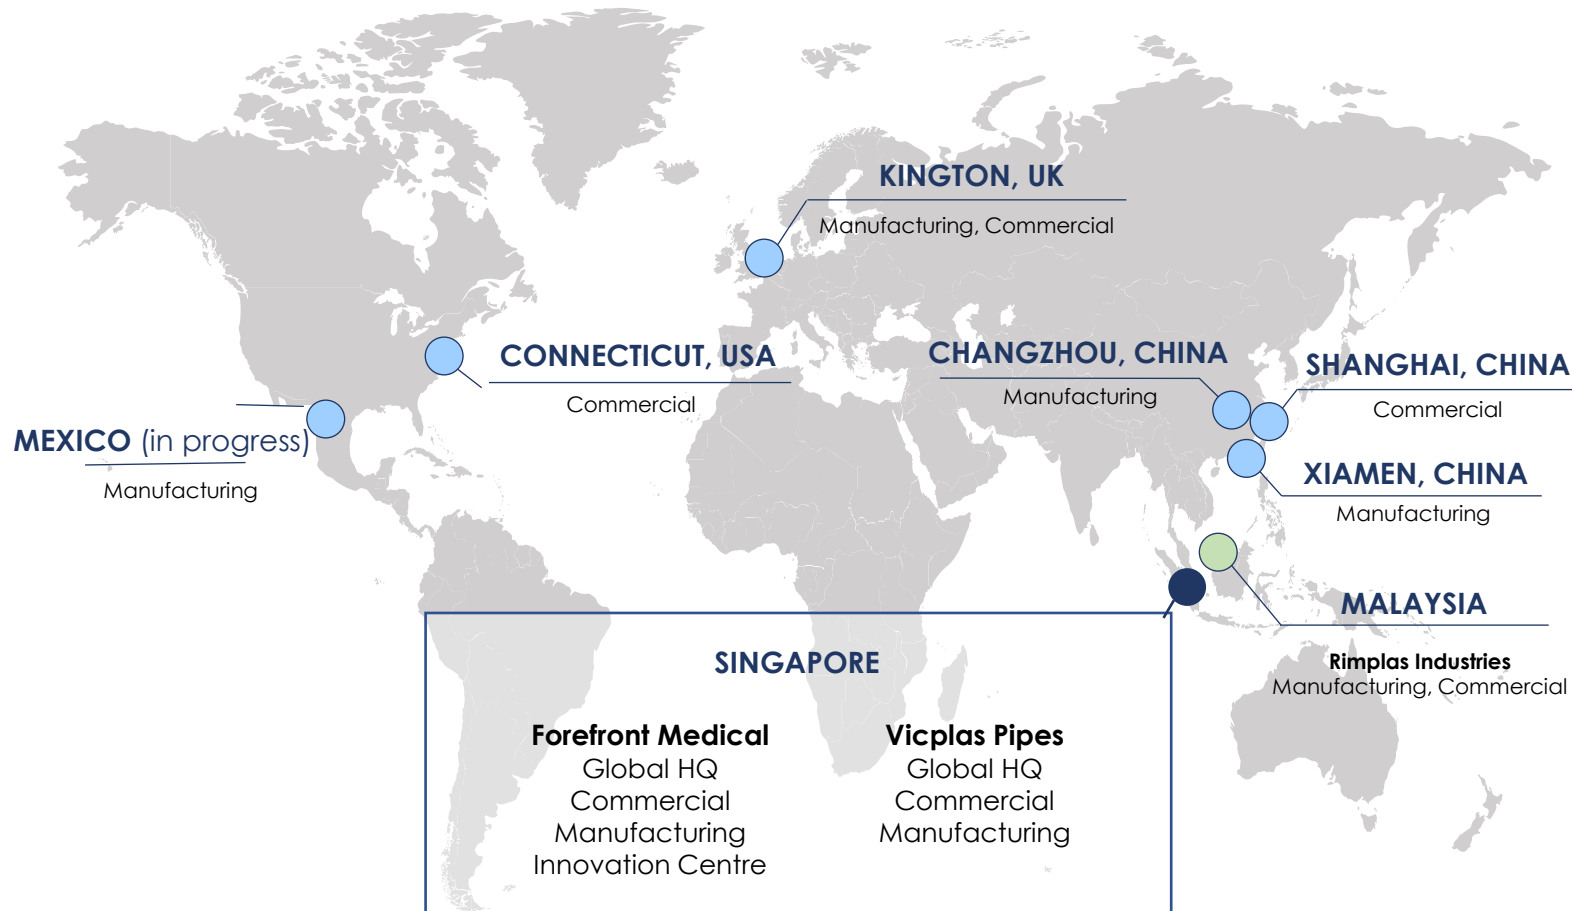 KINGTON, UK
Manufacturing, Commercial
CONNECTICUT, USA
Commercial
CHANGZHOU, CHINA
Manufacturing
SHANGHAI, CHINA
Commercial
MEXICO (in progress)
Manufacturing
XIAMEN, CHINA
Manufacturing
MALAYSIA
Rimplas Industries
Manufacturing, Commercial
SINGAPORE
Forefront Medical
Global HQ
Commercial
Manufacturing
Innovation Centre
Vicplas Pipes
Global HQ
Commercial
Manufacturing